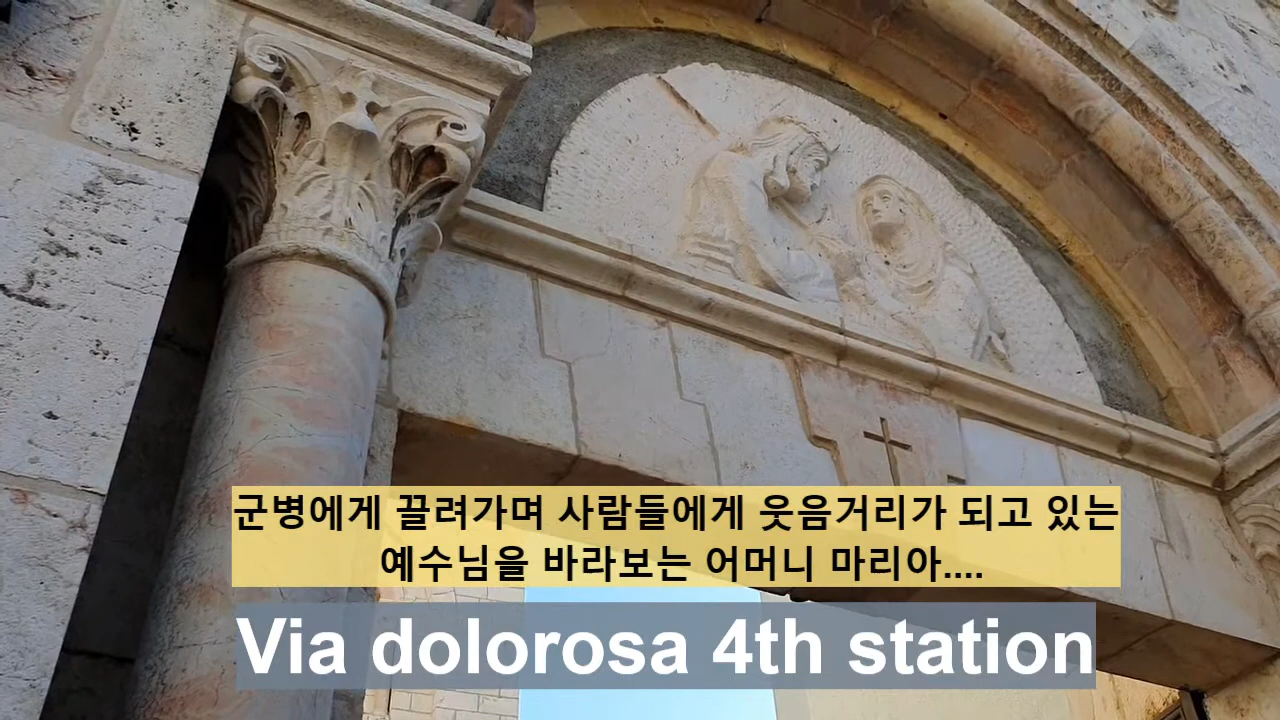 군병에게 끌려가며 사람들에게 웃음거리가 되고 있는
예수님을 바라보는 어머니 마리아....
Via dolorosa 4th station